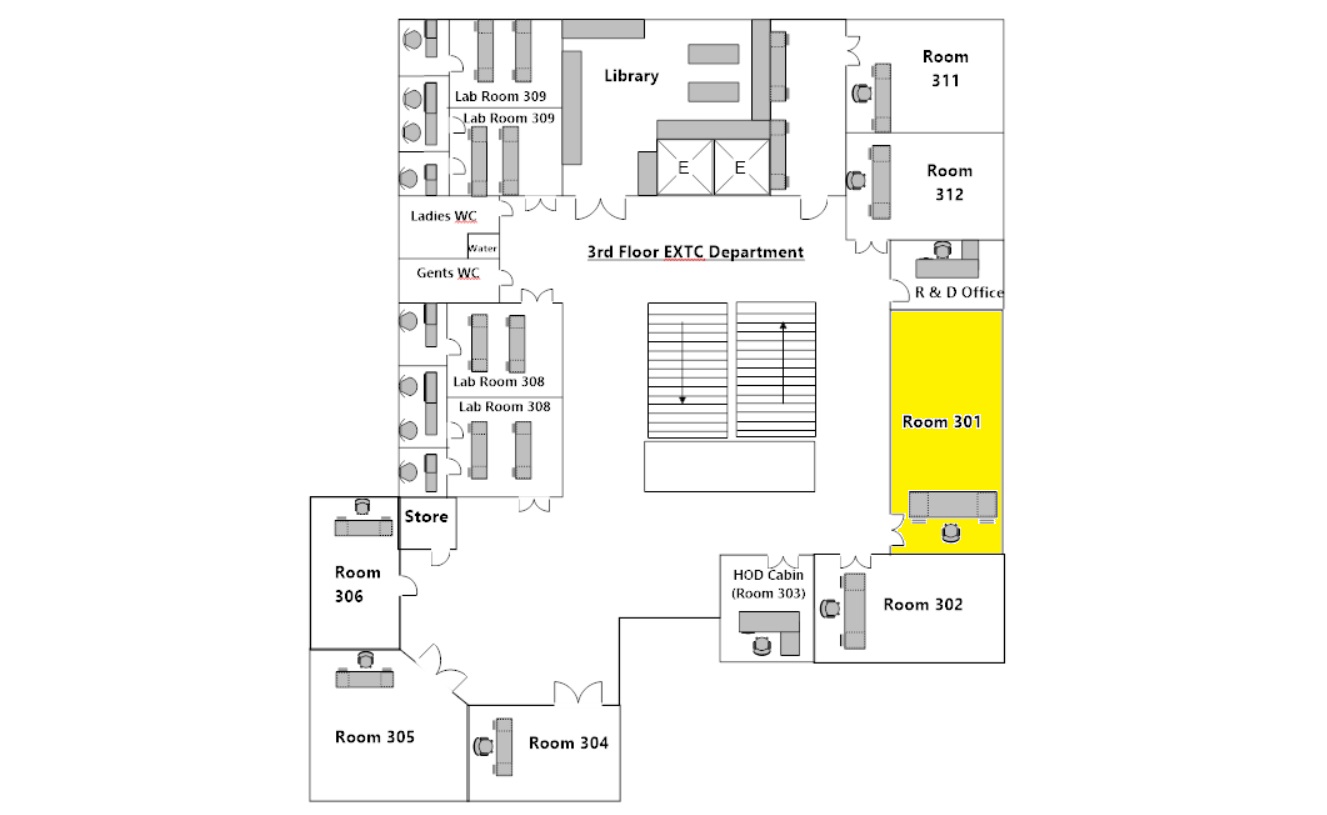 Room
311
Library
Lab Room 309
Lab Room 309
E
E
Room
312
Ladies WC
Water
3rd Floor EXTC Department
Gents WC
R & D Office
Lab Room 308
Lab Room 308
Room 301
Store
Room
306
HOD Cabin
(Room 303)
Room 302
Room 305
Room 304